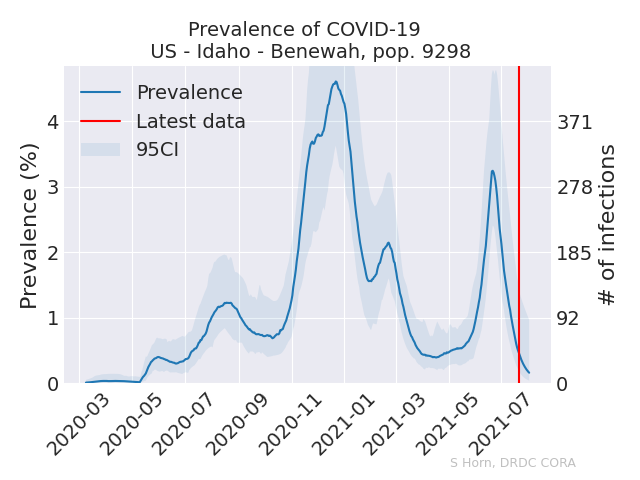 Prevalence of COVID-19
US - Idaho - Benewah, pop. 9298
Prevalence
Latest data
95CI
Prevalence (%)
4
3
2
1
0
371
278
185
92
0
# of infections
2020-03
2020-05
2020-07
2020-09
2020-11
2021-01
2021-03
2021-05
2021-07
S Horn, DRDC CORA